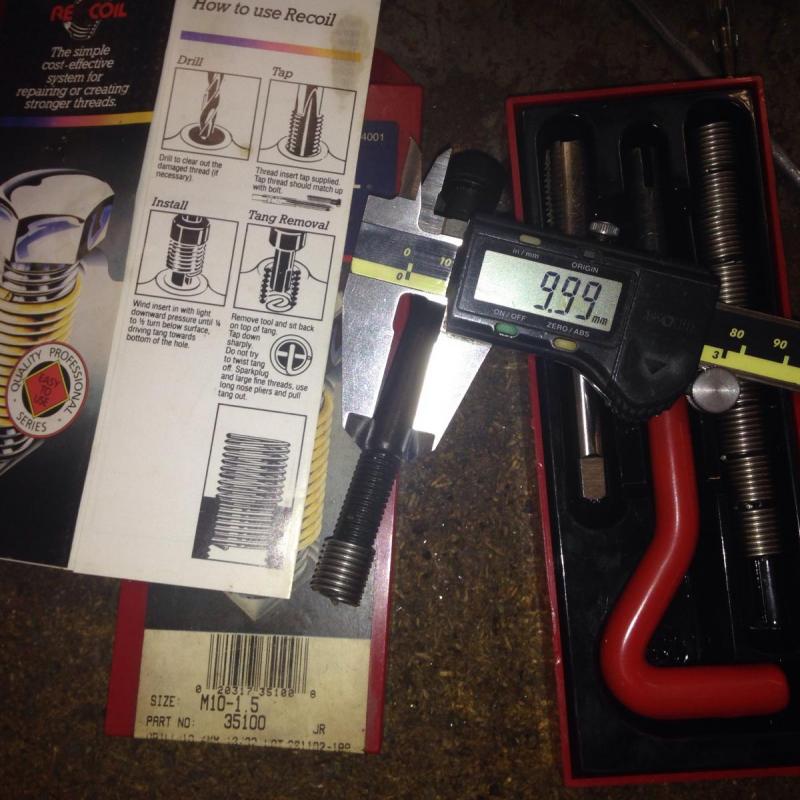 RECOIL
The simple
cost-effective
system for
repairing or creating
stronger threads.
QUALITY PROFESSIONAL
SERIES
EASY
TO
USE
How to use Recoil
Drill
Drill to clear out the
damaged thread (if
necessary).
Tap
Thread insert tap supplied.
Tap thread should match up
with bolt.
Install
Wind insert in with light
downward pressure until ¼
to ½ turn below surface,
driving tang towards
bottom of the hole.
Tang Removal
Remove tool and sit back
on top of tang.
Tap down
sharply.
Do not try
to twist tang
off. Sparkplug
and large fine threads, use
long nose pliers and pull
tang out.
4001
0
10
0
in/mm
ORIGIN
9.99 mm
ON/OFF
ZERO/ABS
80
90
3
0 20317 35100 8
SIZE: M10-1.5
PART NO: 35100
JR